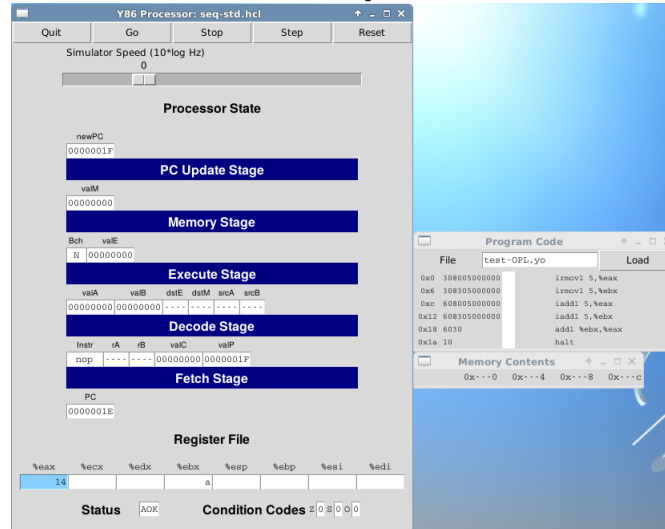 Y86 Processor: seq-std.hcl
Quit Go Stop Step Reset
Simulator Speed (10*log Hz)
0
Processor State
newPC
0000001F
PC Update Stage
valM
00000000
Memory Stage
Bch valE
N 00000000
Execute Stage
valA valB dstE dstM srcA srcB
00000000 00000000 ---- ---- ---- ----
Decode Stage
Instr rA rB valC valP
nop ---- ---- 00000000 0000001F
Fetch Stage
PC
0000001E
Register File
%eax %ecx %edx %ebx %esp %ebp %esi %edi
14 a
Status AOK Condition Codes Z 0 S 0 O 0
Program Code
File test-OPL.yo Load
0x0 308005000000 irmovl 5,%eax
0x6 308305000000 irmovl 5,%ebx
0xc 608005000000 iaddl 5,%eax
0x12 608305000000 iaddl 5,%ebx
0x18 6030 addl %ebx,%eax
0x1a 10 halt
Memory Contents
0x---0 0x---4 0x---8 0x---c